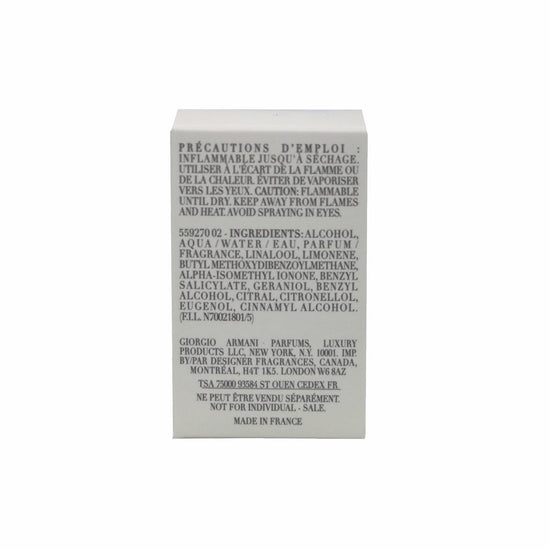 PRÉCAUTIONS D'EMPLOI :
INFLAMMABLE JUSQU'À SÉCHAGE.
UTILISER À L'ÉCART DE LA FLAMME OU
DE LA CHALEUR. ÉVITER DE VAPORISER
VERS LES YEUX. CAUTION: FLAMMABLE
UNTIL DRY. KEEP AWAY FROM FLAMES
AND HEAT. AVOID SPRAYING IN EYES.
559270 02 - INGREDIENTS: ALCOHOL,
AQUA / WATER / EAU, PARFUM /
FRAGRANCE, LINALOOL, LIMONENE,
BUTYL METHOXYDIBENZOYLMETHANE,
ALPHA-ISOMETHYL IONONE, BENZYL
SALICYLATE, GERANIOL, BENZYL
ALCOHOL, CITRAL, CITRONELLOL,
EUGENOL, CINNAMYL ALCOHOL.
(F.I.L. N70021801/5)
GIORGIO ARMANI PARFUMS, LUXURY
PRODUCTS LLC, NEW YORK, N.Y. 10001. IMP.
BY/PAR DESIGNER FRAGRANCES, CANADA,
MONTRÉAL, H4T 1K5. LONDON W6 8AZ
TSA 75000 93584 ST OUEN CEDEX FR
NE PEUT ÊTRE VENDU SÉPARÉMENT.
NOT FOR INDIVIDUAL - SALE.
MADE IN FRANCE